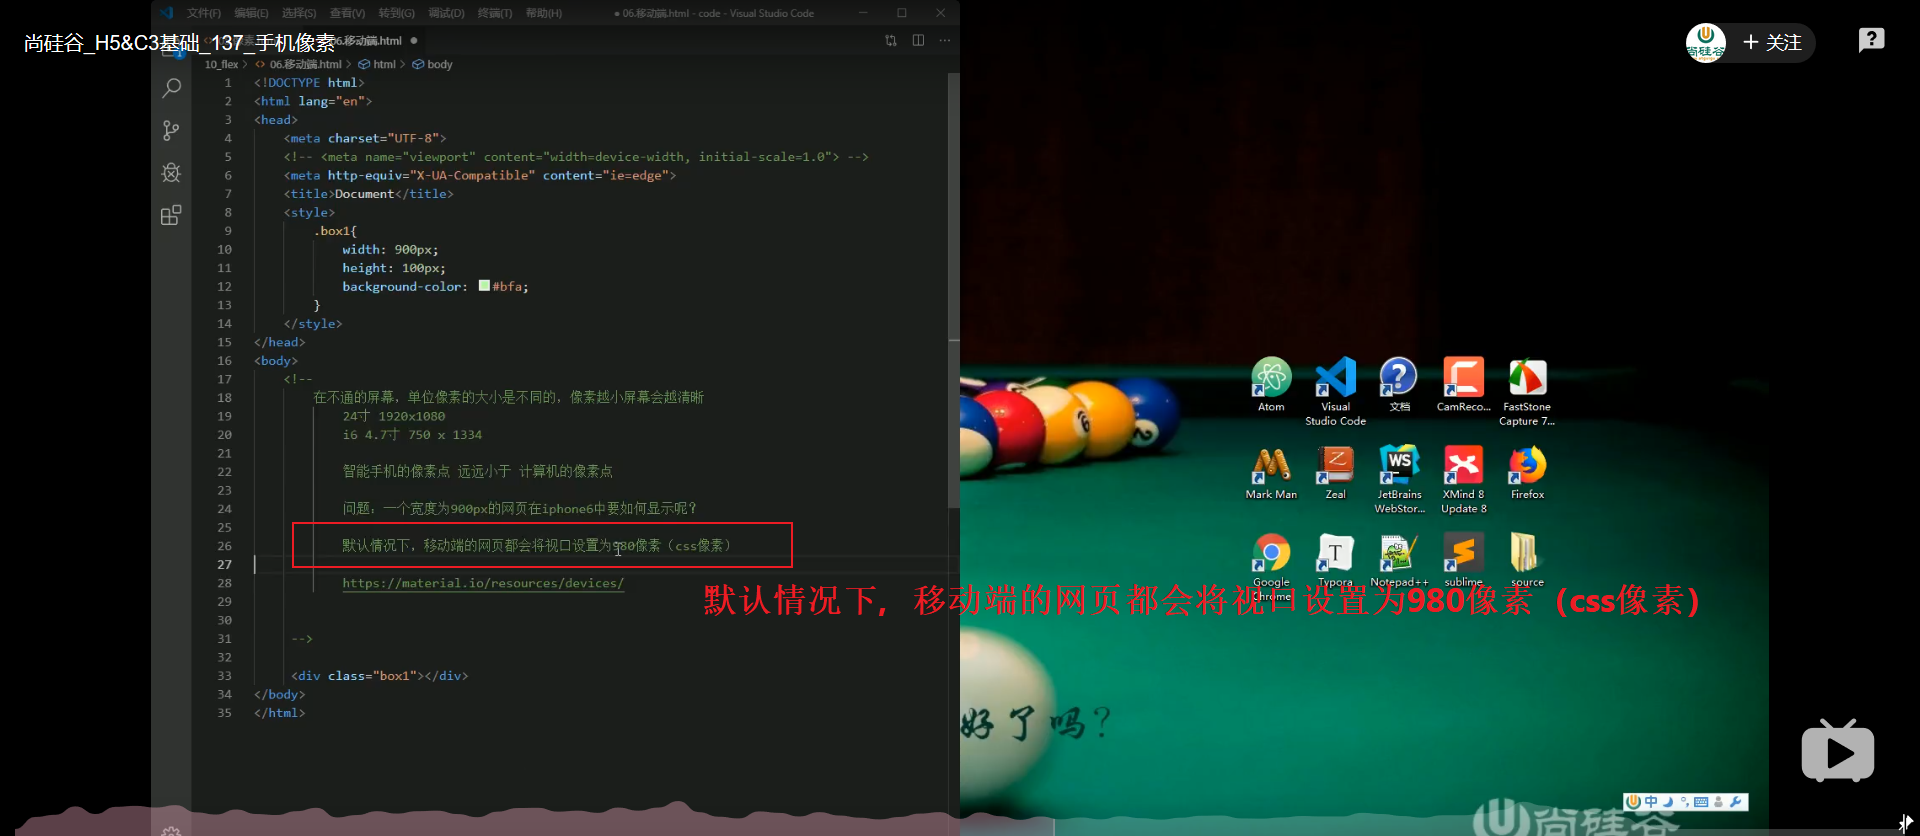 文件(F) 编辑(E) 选择(S) 查看(V) 转到(G) 调试(D) 终端(T) 帮助(H)
● 06.移动端.html - code - Visual Studio Code
尚硅谷_H5&C3基础_137_手机像素
06.移动端.html
关注
尚硅谷
10_flex > 06.移动端.html > html > body
1 <!DOCTYPE html>
2 <html lang="en">
3 <head>
4 <meta charset="UTF-8">
5 <!-- <meta name="viewport" content="width=device-width, initial-scale=1.0"> -->
6 <meta http-equiv="X-UA-Compatible" content="ie=edge">
7 <title>Document</title>
8 <style>
9 .box1{
10 width: 900px;
11 height: 100px;
12 background-color: #bfa;
13 }
14 </style>
15 </head>
16 <body>
17 <!--
18 在不逼的屏幕，单位像素的大小是不同的，像素越小屏幕会越清晰
19 24寸 1920x1080
20 i6 4.7寸 750 x 1334
21
22 智能手机的像素点 远远小于 计算机的像素点
23
24 问题：一个宽度为900px的网页在iphone6中要如何显示呢？
25
26 默认情况下，移动端的网页都会将视口设置为980像素（css像素）
27
28 https://material.io/resources/devices/
29
30
31 -->
32
33 <div class="box1"></div>
34 </body>
35 </html>
Atom
Visual Studio Code
文档
CamReco...
FastStone Capture 7...
Mark Man
Zeal
JetBrains WebStor...
XMind 8 Update 8
Firefox
Google Chrome
Typora
Notepad++
sublime
source
默认情况下，移动端的网页都会将视口设置为980像素（css像素）
好了吗？
中
尚硅谷